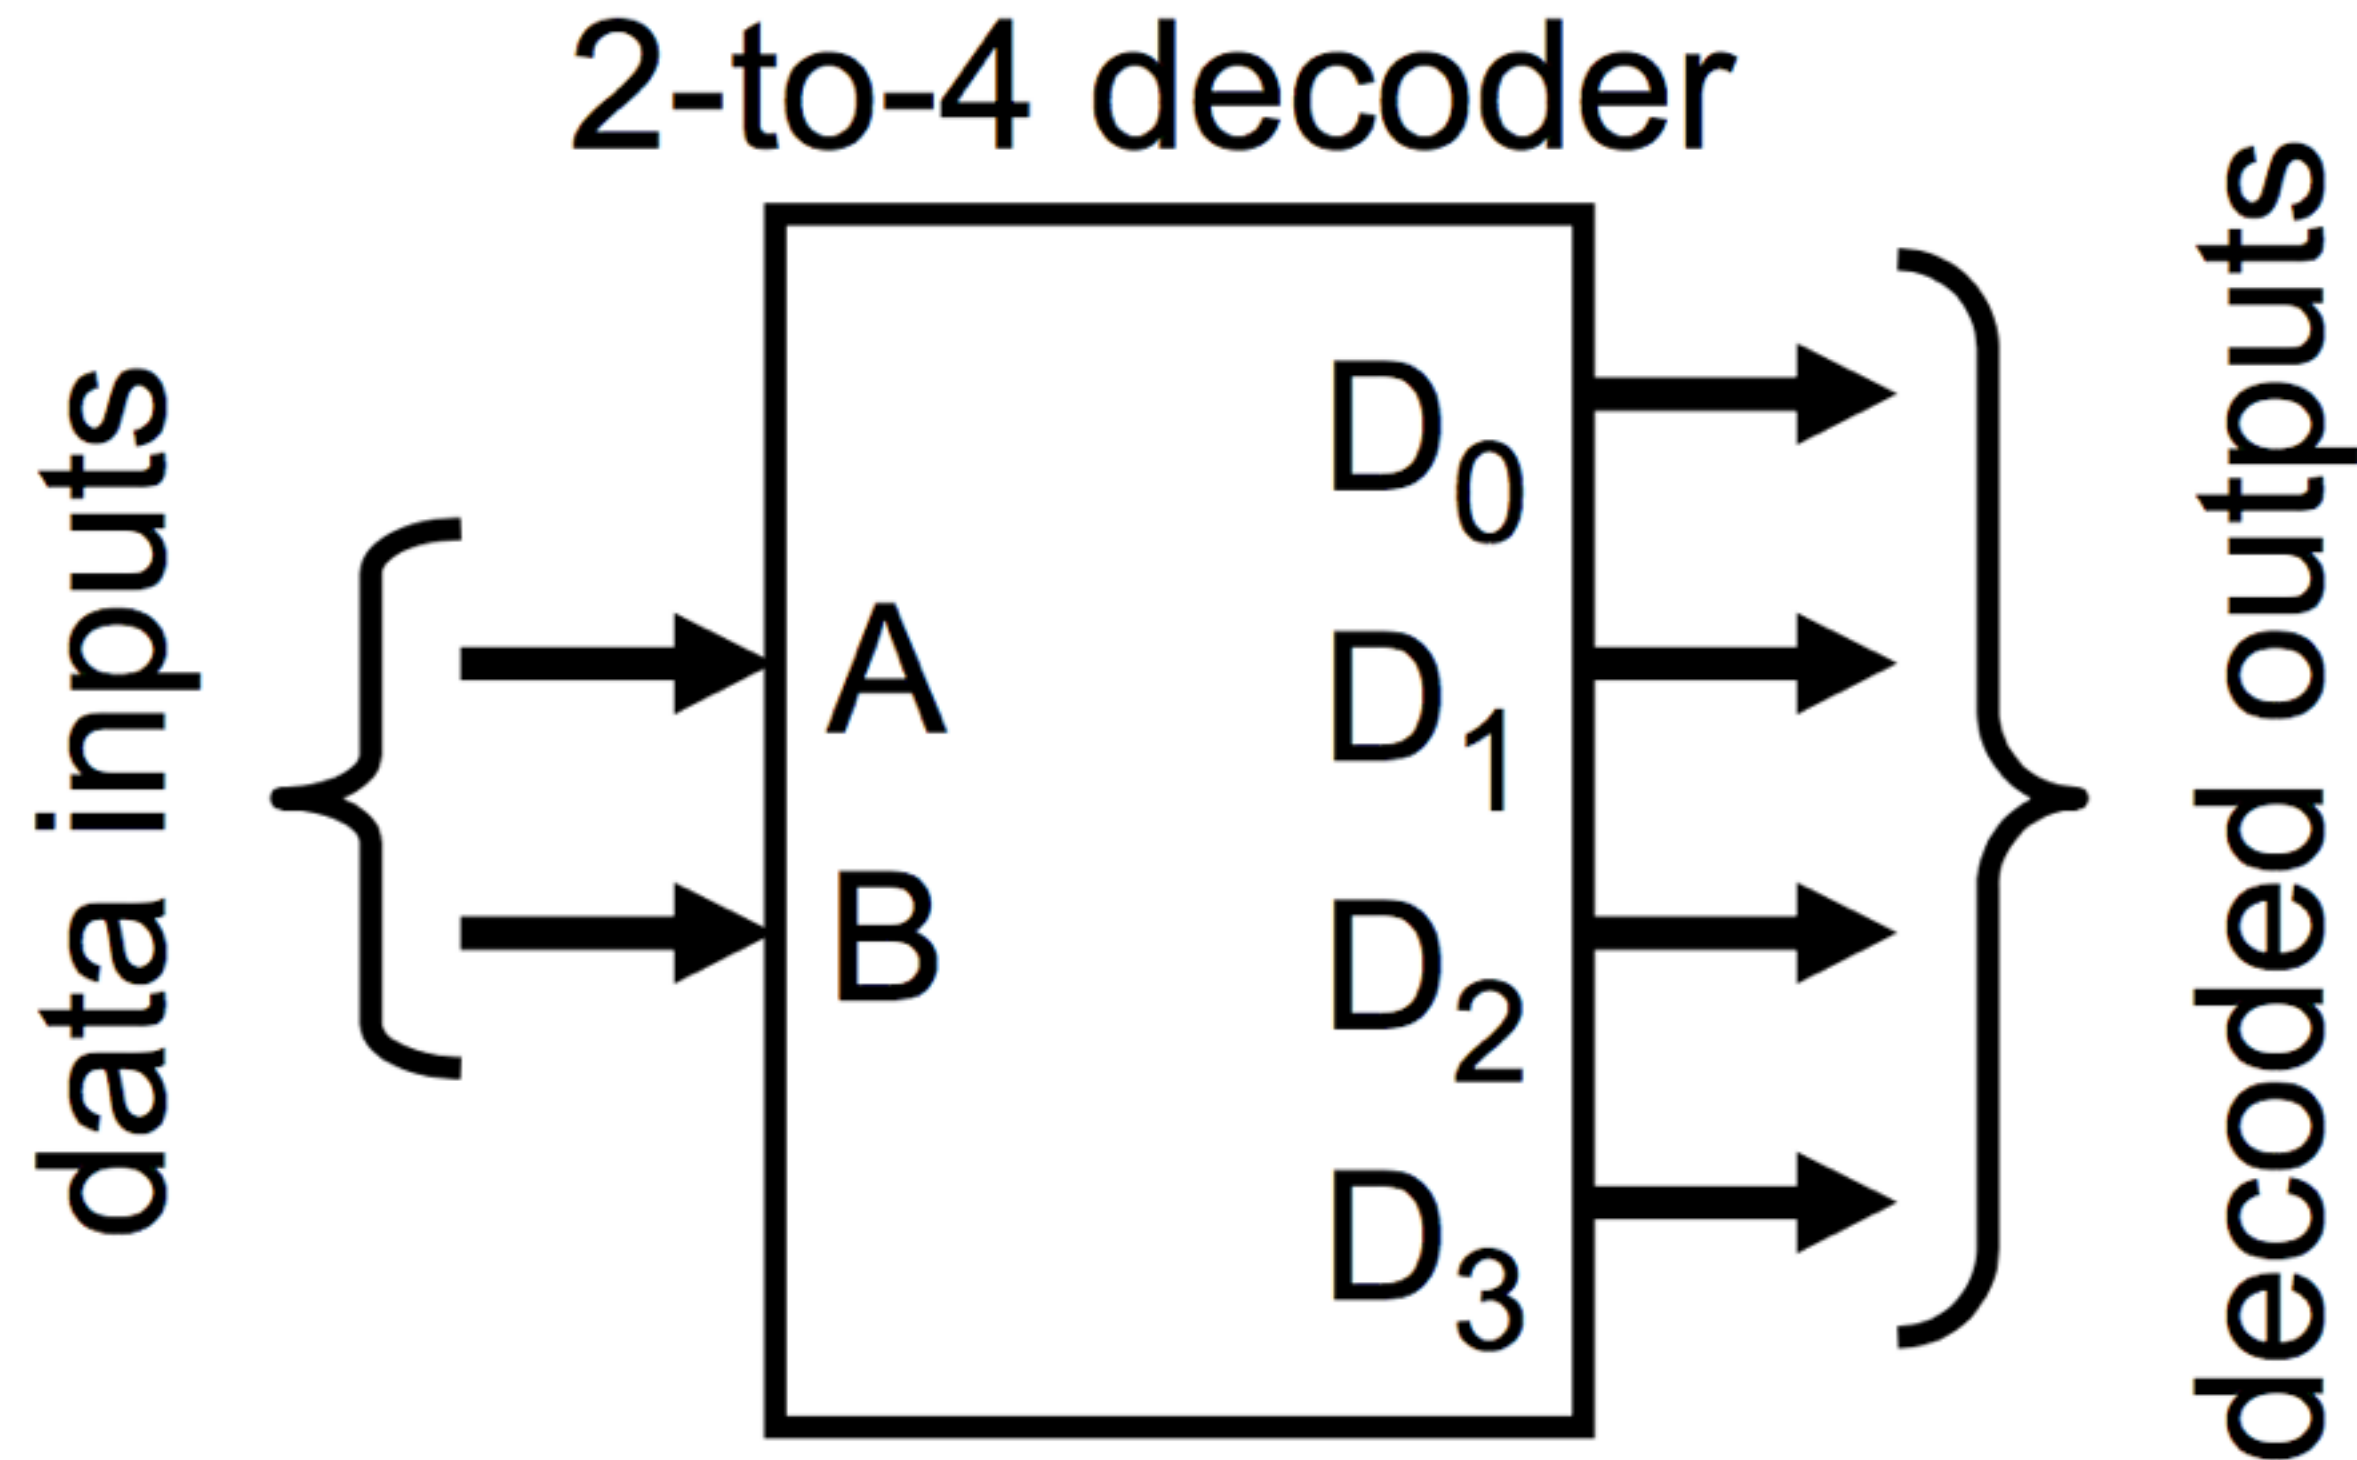 2-to-4 decoder
data inputs
A
B
D0
D1
D2
D3
decoded outputs